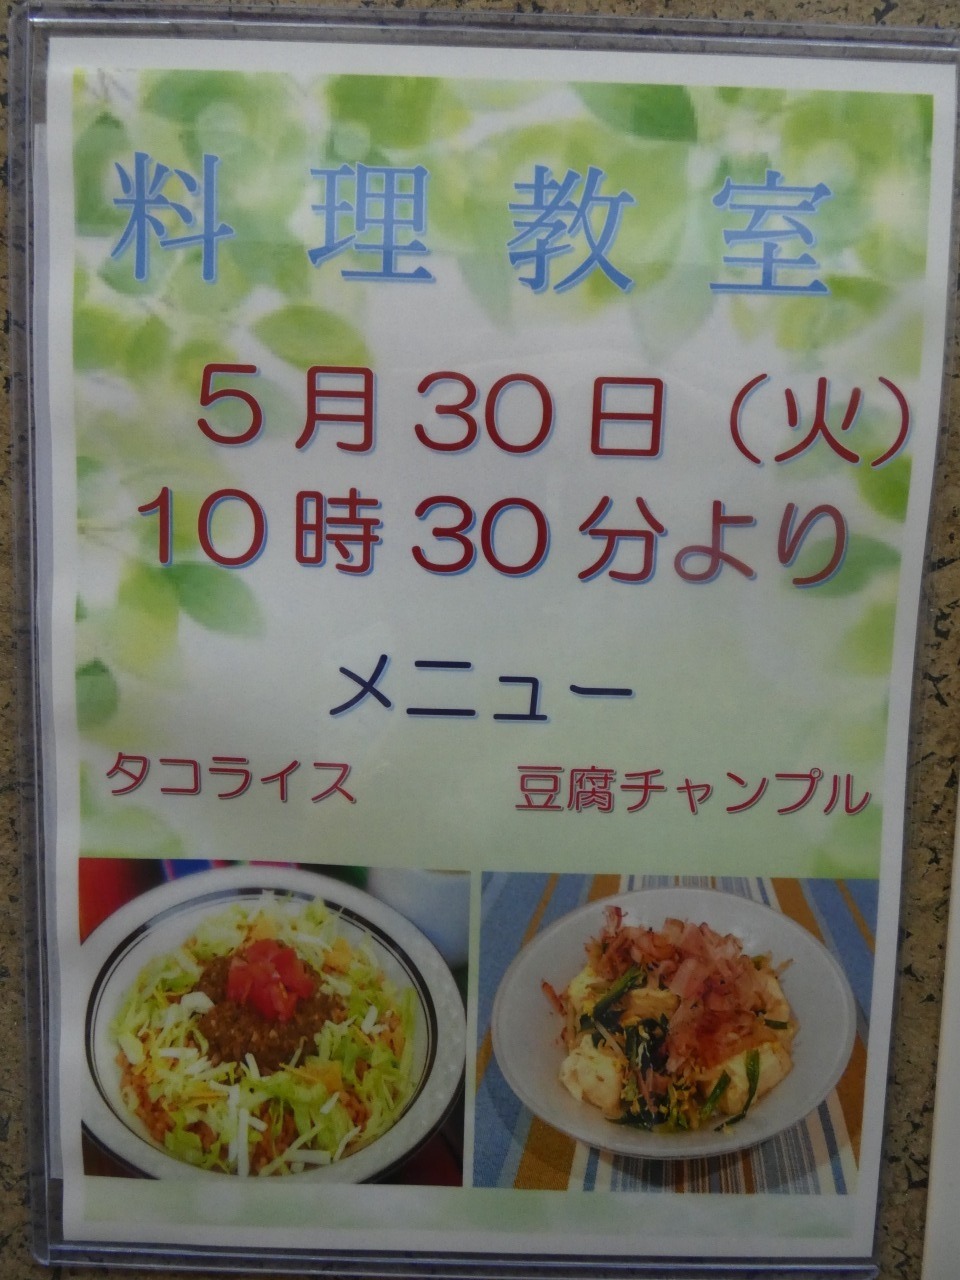 料理教室
5月30日（火）
10時30分より
メニュー
タコライス 豆腐チャンプル